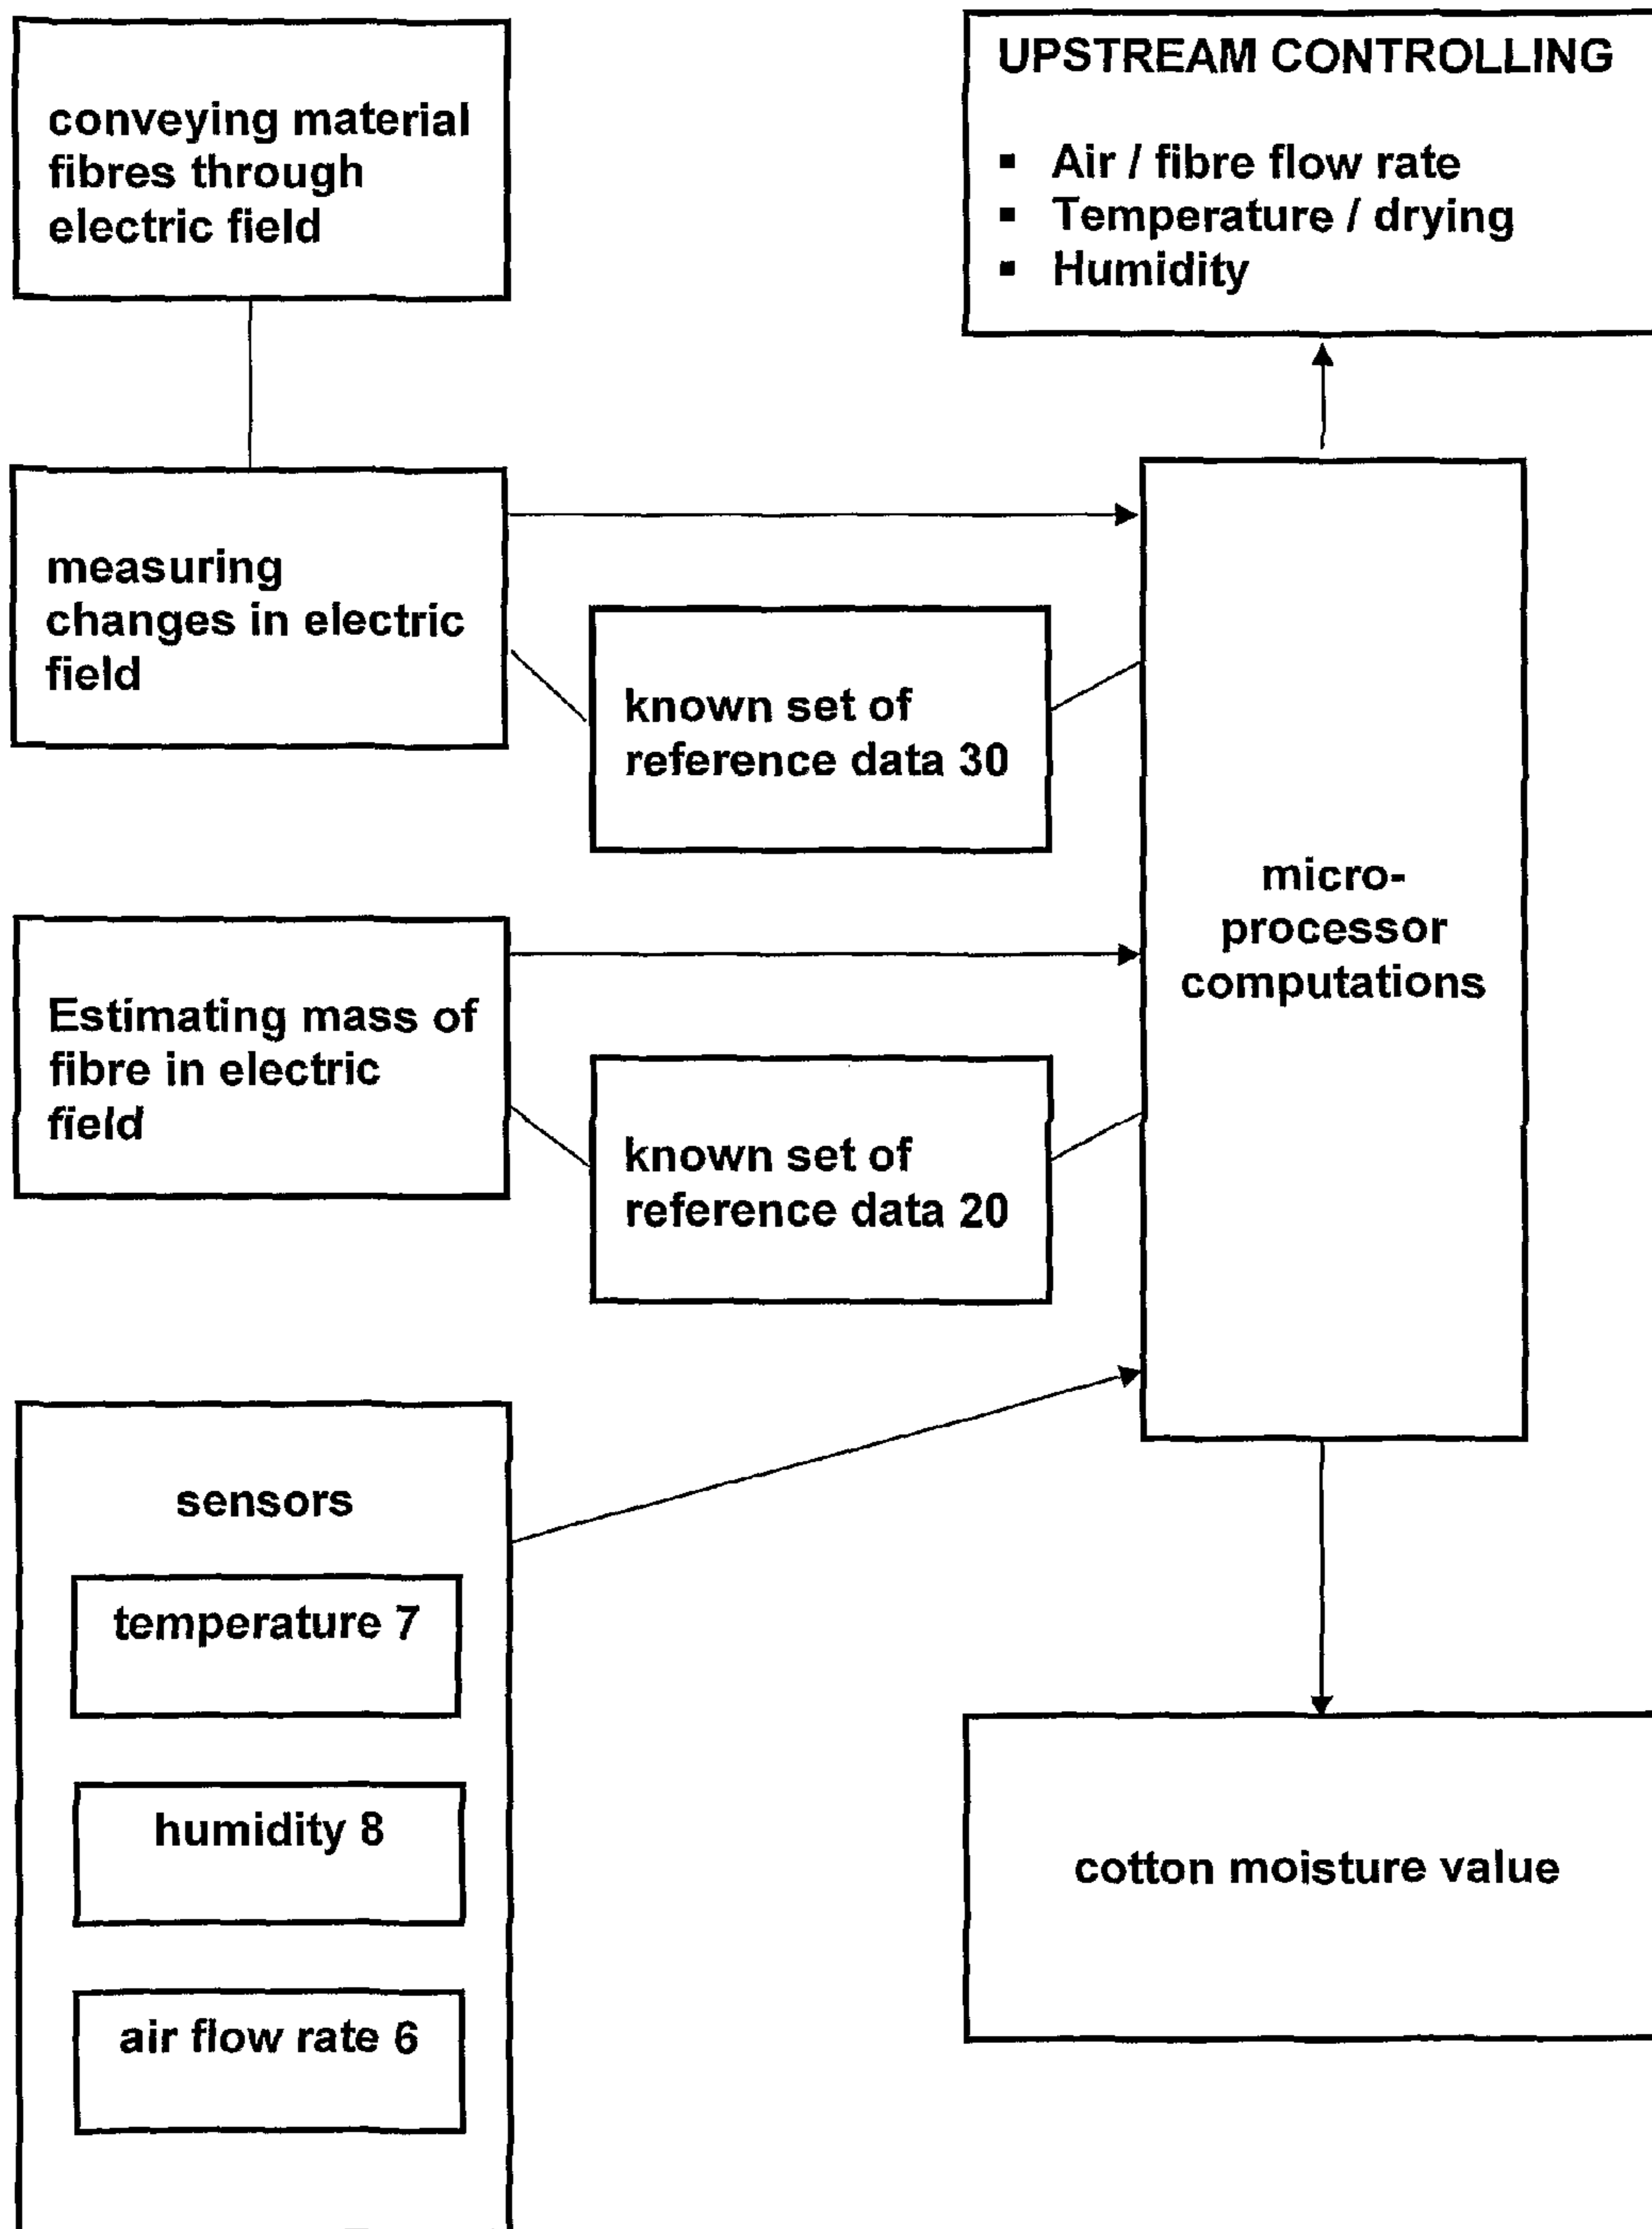 conveying material
fibres through
electric field
UPSTREAM CONTROLLING
▪ Air / fibre flow rate
▪ Temperature / drying
▪ Humidity
measuring
changes in electric
field
known set of
reference data 30
micro-
processor
computations
Estimating mass of
fibre in electric
field
known set of
reference data 20
sensors
temperature 7
humidity 8
air flow rate 6
cotton moisture value